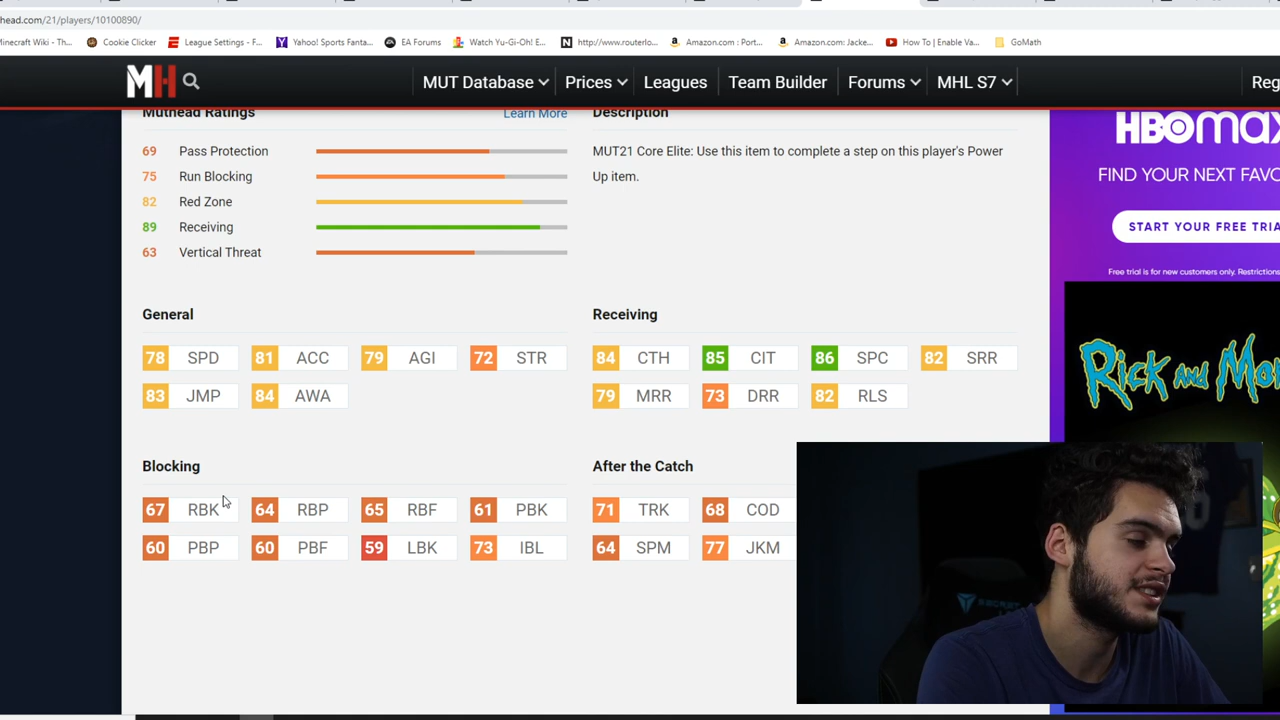 head.com/21/players/10100890/
Minecraft Wiki - Th... Cookie Clicker League Settings - F... Yahoo! Sports Fanta... EA Forums Watch Yu-Gi-Oh! E... http://www.routerlo... Amazon.com : Port... Amazon.com: Jacke... How To | Enable Va... GoMath
MH MUT Database Prices Leagues Team Builder Forums MHL S7 Reg
Muthead Ratings Learn More Description
69 Pass Protection
75 Run Blocking
82 Red Zone
89 Receiving
63 Vertical Threat
MUT21 Core Elite: Use this item to complete a step on this player's Power
Up item.
General
78 SPD 81 ACC 79 AGI 72 STR
83 JMP 84 AWA
Receiving
84 CTH 85 CIT 86 SPC 82 SRR
79 MRR 73 DRR 82 RLS
Blocking
67 RBK 64 RBP 65 RBF 61 PBK
60 PBP 60 PBF 59 LBK 73 IBL
After the Catch
71 TRK 68 COD
64 SPM 77 JKM
HBOmax
FIND YOUR NEXT FAVO
START YOUR FREE TRIA
Free trial is for new customers only. Restrictions
Rick and Mo